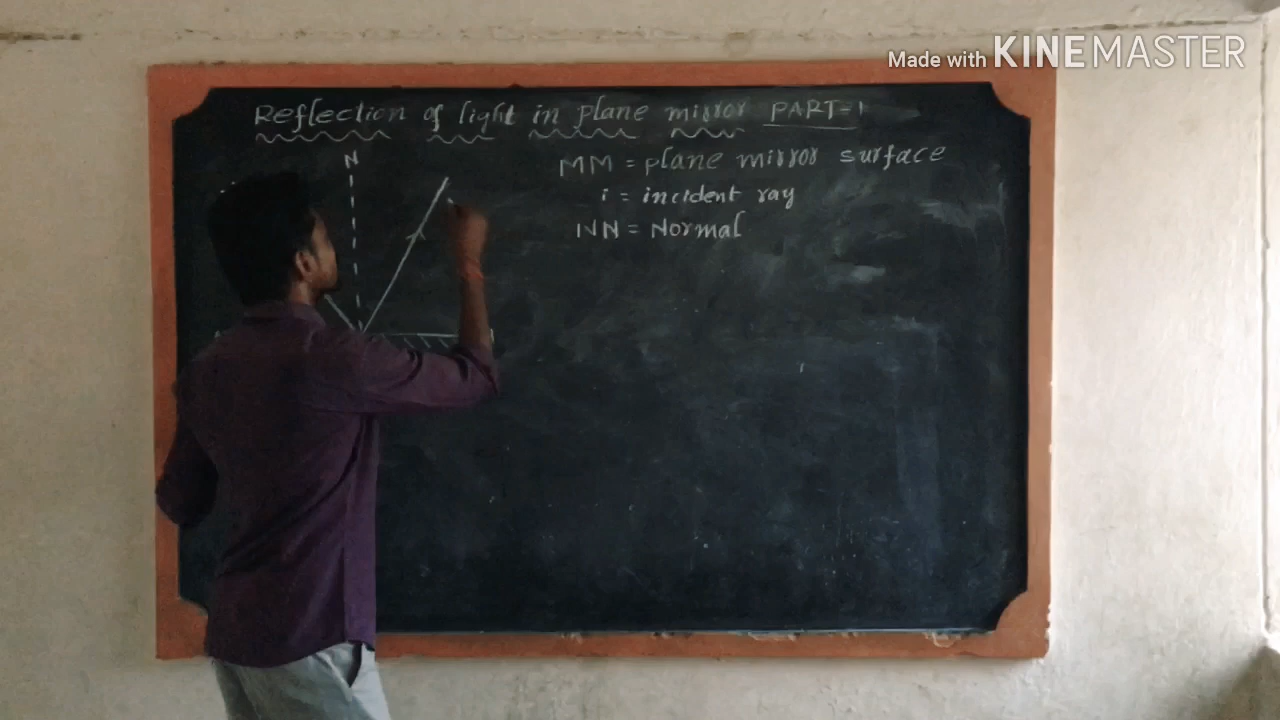 Made with KINEMASTER
Reflection of light in plane mirror PART=1
N
MM = plane mirror surface
i = incident ray
NN = Normal